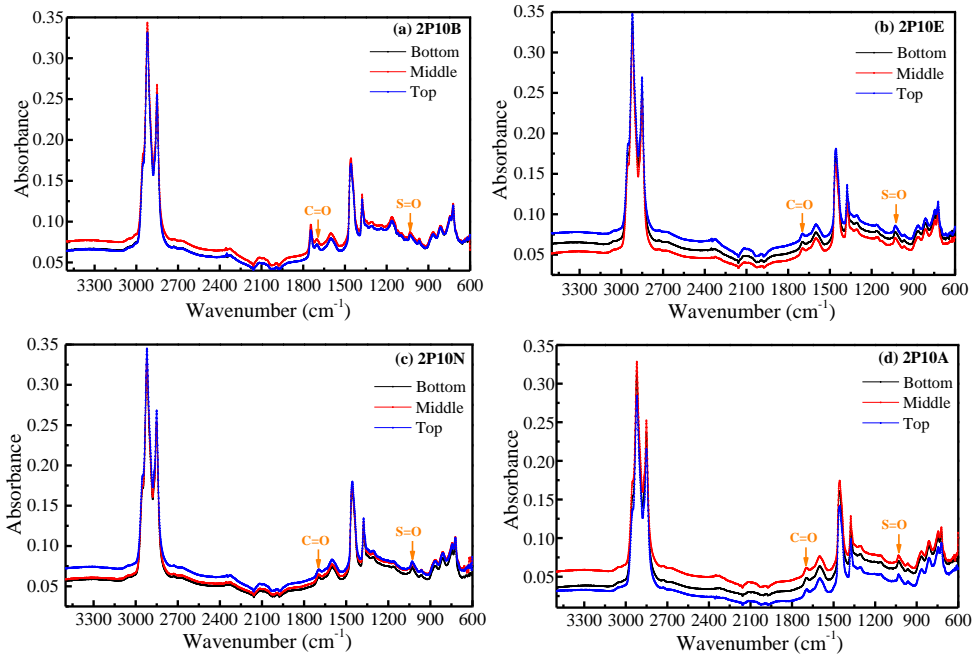 (a) 2P10B
Bottom
Middle
Top
C=O
S=O
0.35
0.30
0.25
0.20
0.15
0.10
0.05
Absorbance
3300 3000 2700 2400 2100 1800 1500 1200 900 600
Wavenumber (cm-1)
(b) 2P10E
Bottom
Middle
Top
C=O
S=O
0.35
0.30
0.25
0.20
0.15
0.10
0.05
Absorbance
3300 3000 2700 2400 2100 1800 1500 1200 900 600
Wavenumber (cm-1)
(c) 2P10N
Bottom
Middle
Top
C=O
S=O
0.35
0.30
0.25
0.20
0.15
0.10
0.05
Absorbance
3300 3000 2700 2400 2100 1800 1500 1200 900 600
Wavenumber (cm-1)
(d) 2P10A
Bottom
Middle
Top
C=O
S=O
0.35
0.30
0.25
0.20
0.15
0.10
0.05
Absorbance
3300 3000 2700 2400 2100 1800 1500 1200 900 600
Wavenumber (cm-1)